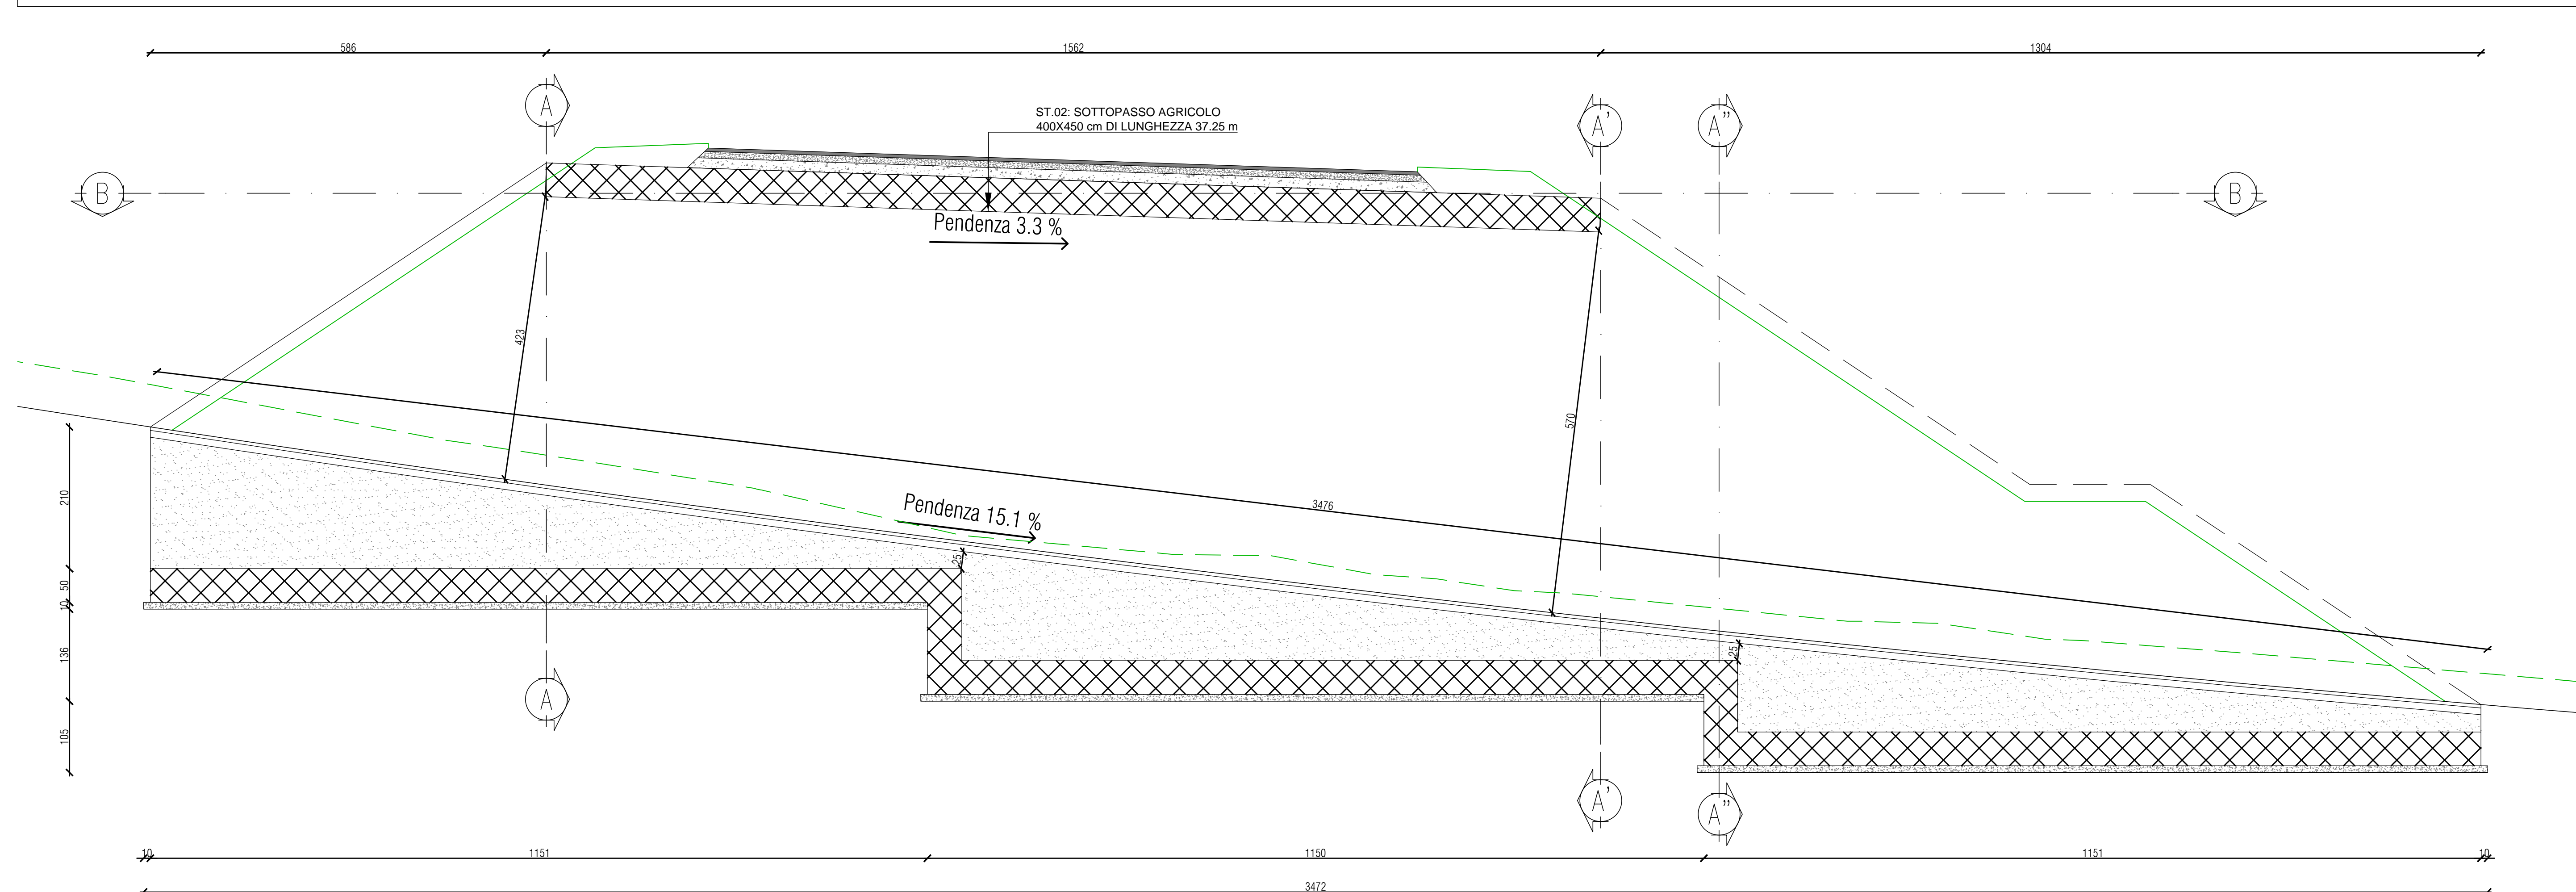 586
1562
1304
A
A'
A"
ST.02: SOTTOPASSO AGRICOLO
400X450 cm DI LUNGHEZZA 37.25 m
B
B
Pendenza 3.3 %
423
570
3476
210
Pendenza 15.1 %
25
50
10
136
25
105
A
A'
A"
10
1151
1150
1151
10
3472